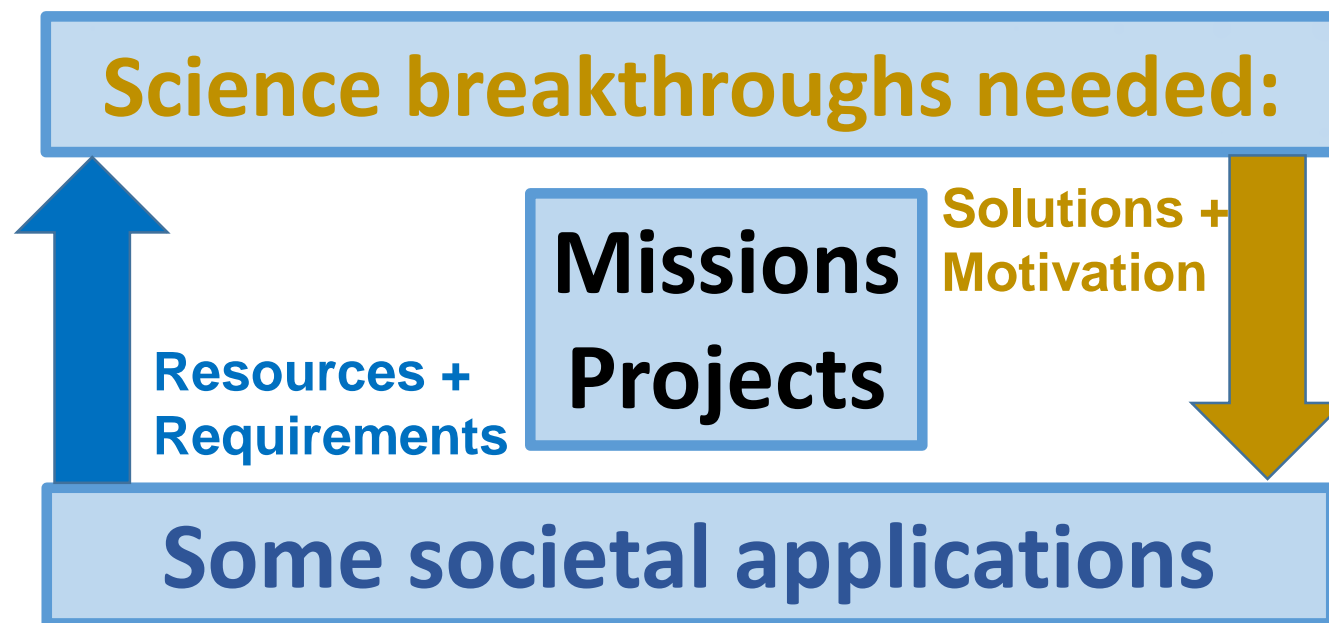 Science breakthroughs needed:
Solutions +
Motivation
Missions
Projects
Resources +
Requirements
Some societal applications